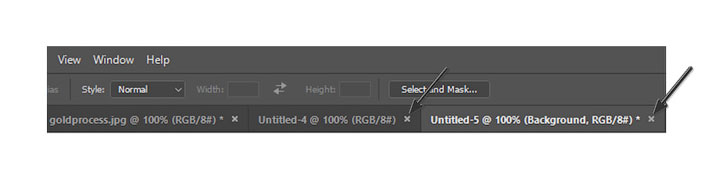 View Window Help
ias Style: Normal Width: Height: Select and Mask...
goldprocess.jpg @ 100% (RGB/8#) * × Untitled-4 @ 100% (RGB/8#) × Untitled-5 @ 100% (Background, RGB/8#) * ×